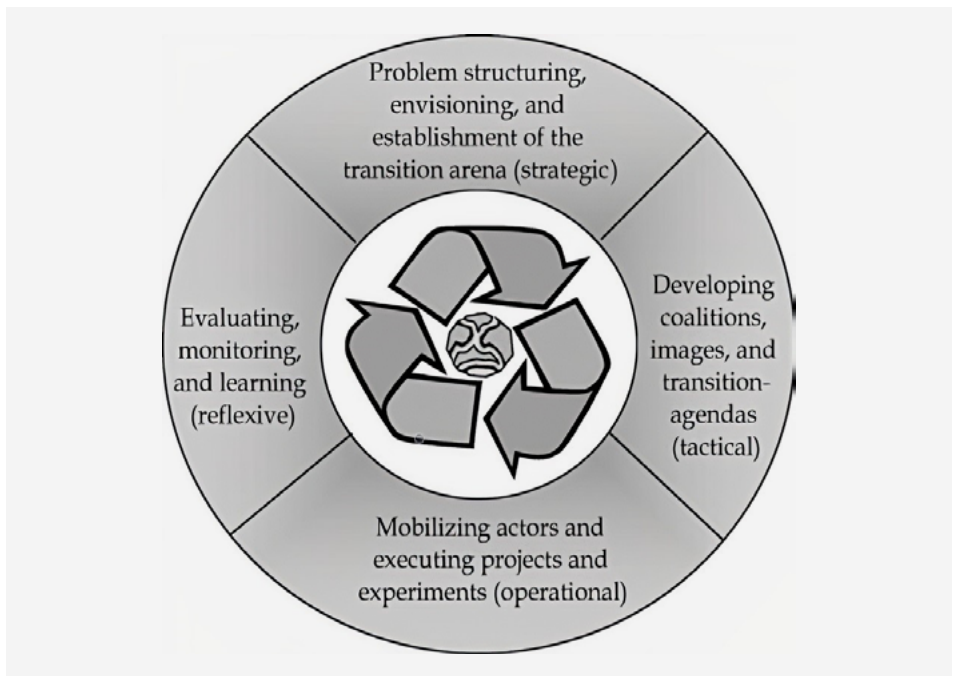 Problem structuring,
envisioning, and
establishment of the
transition arena (strategic)
Developing
coalitions,
images, and
transition-
agendas
(tactical)
Mobilizing actors and
executing projects and
experiments (operational)
Evaluating,
monitoring,
and learning
(reflexive)